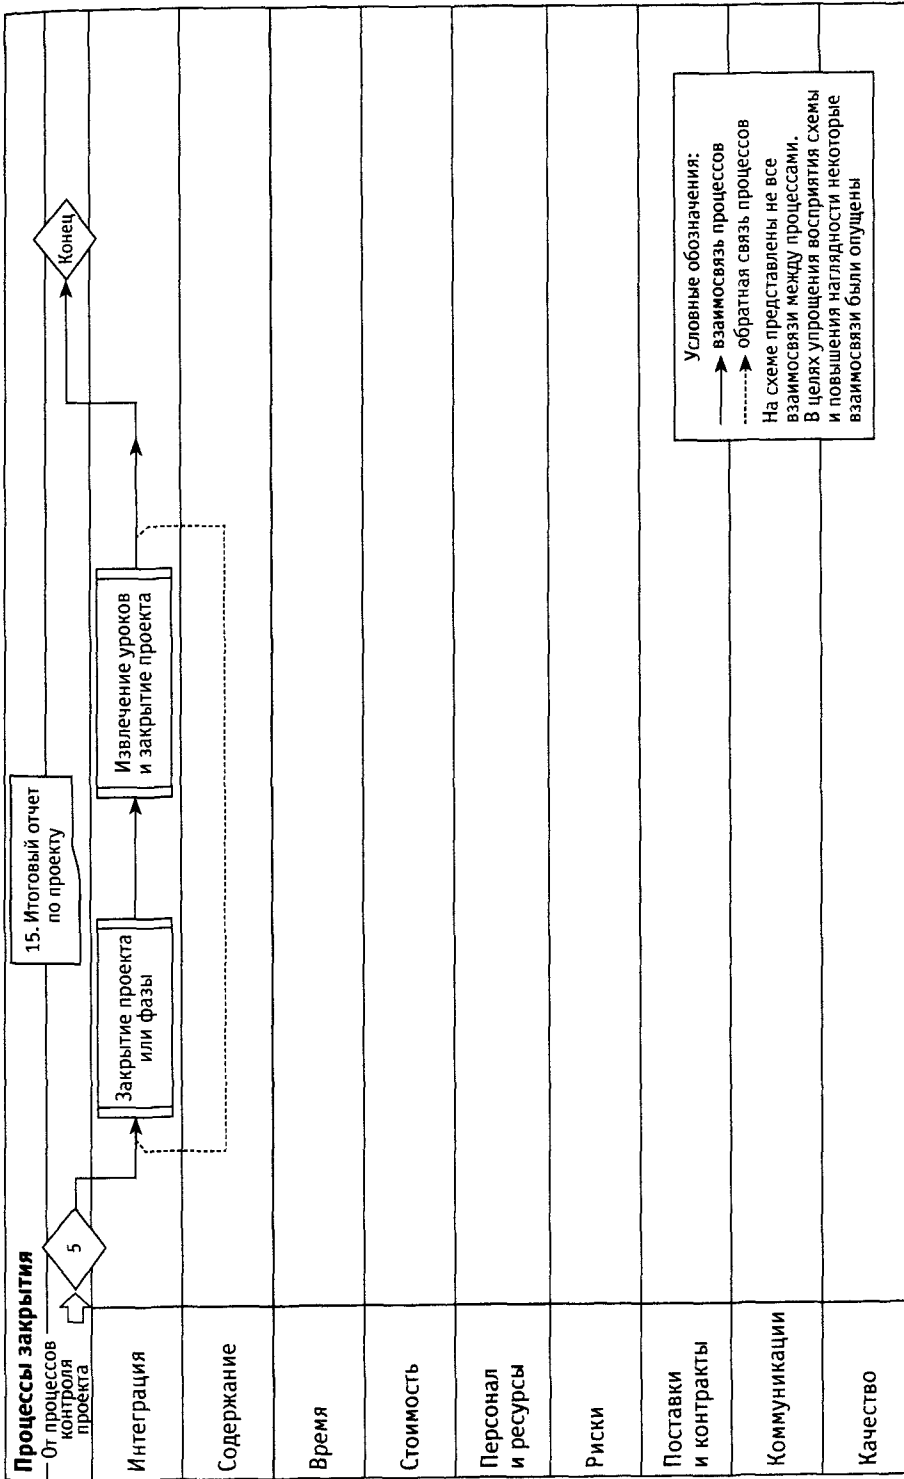 Процессы закрытия
От процессов
контроля
проекта
5
15. Итоговый отчет
по проекту
Конец
Интеграция
Закрытие проекта
или фазы
Извлечение уроков
и закрытие проекта
Содержание
Время
Стоимость
Персонал
и ресурсы
Риски
Поставки
и контракты
Коммуникации
Качество
Условные обозначения:
взаимосвязь процессов
обратная связь процессов
На схеме представлены не все
взаимосвязи между процессами.
В целях упрощения восприятия схемы
и повышения наглядности некоторые
взаимосвязи были опущены